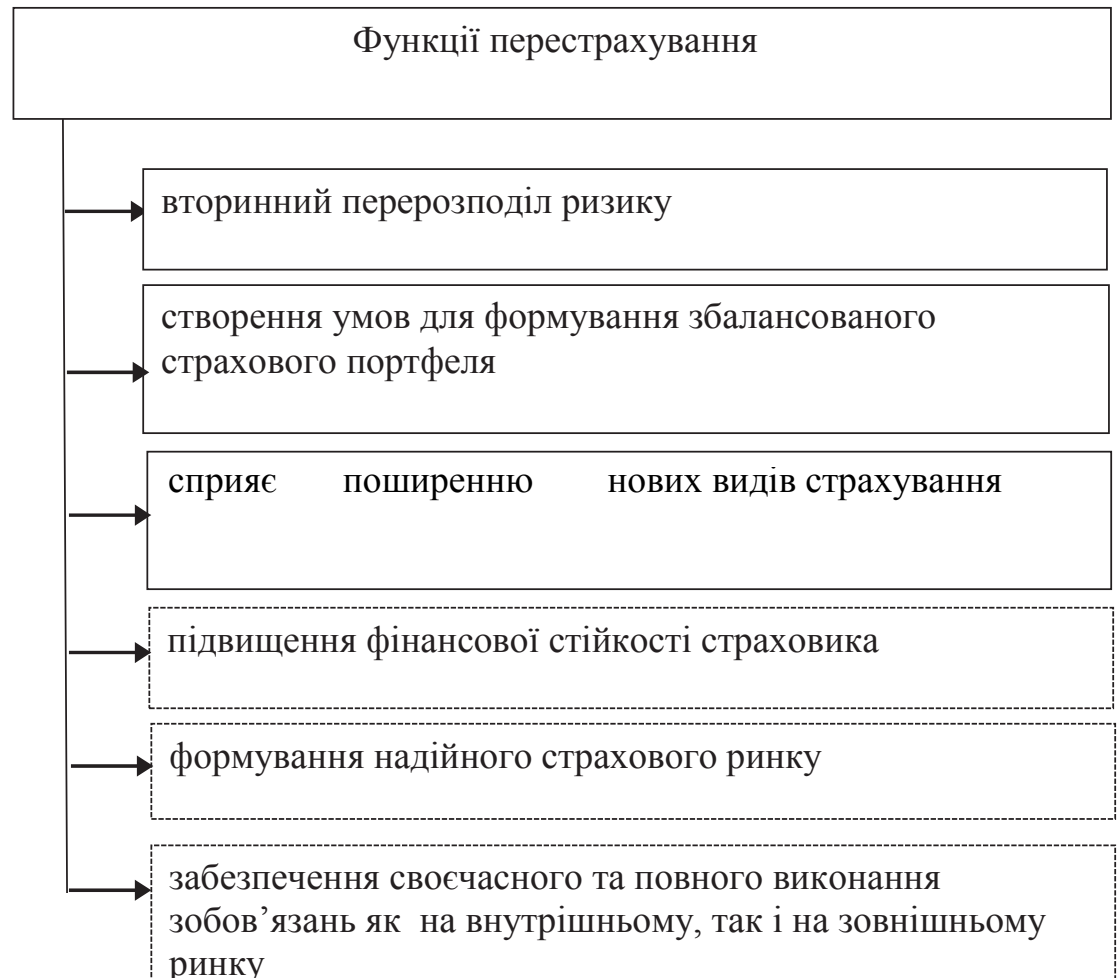 Функції перестрахування
вторинний перерозподіл ризику
створення умов для формування збалансованого
страхового портфеля
сприяє поширенню нових видів страхування
підвищення фінансової стійкості страховика
формування надійного страхового ринку
забезпечення своєчасного та повного виконання
зобов’язань як на внутрішньому, так і на зовнішньому
ринку